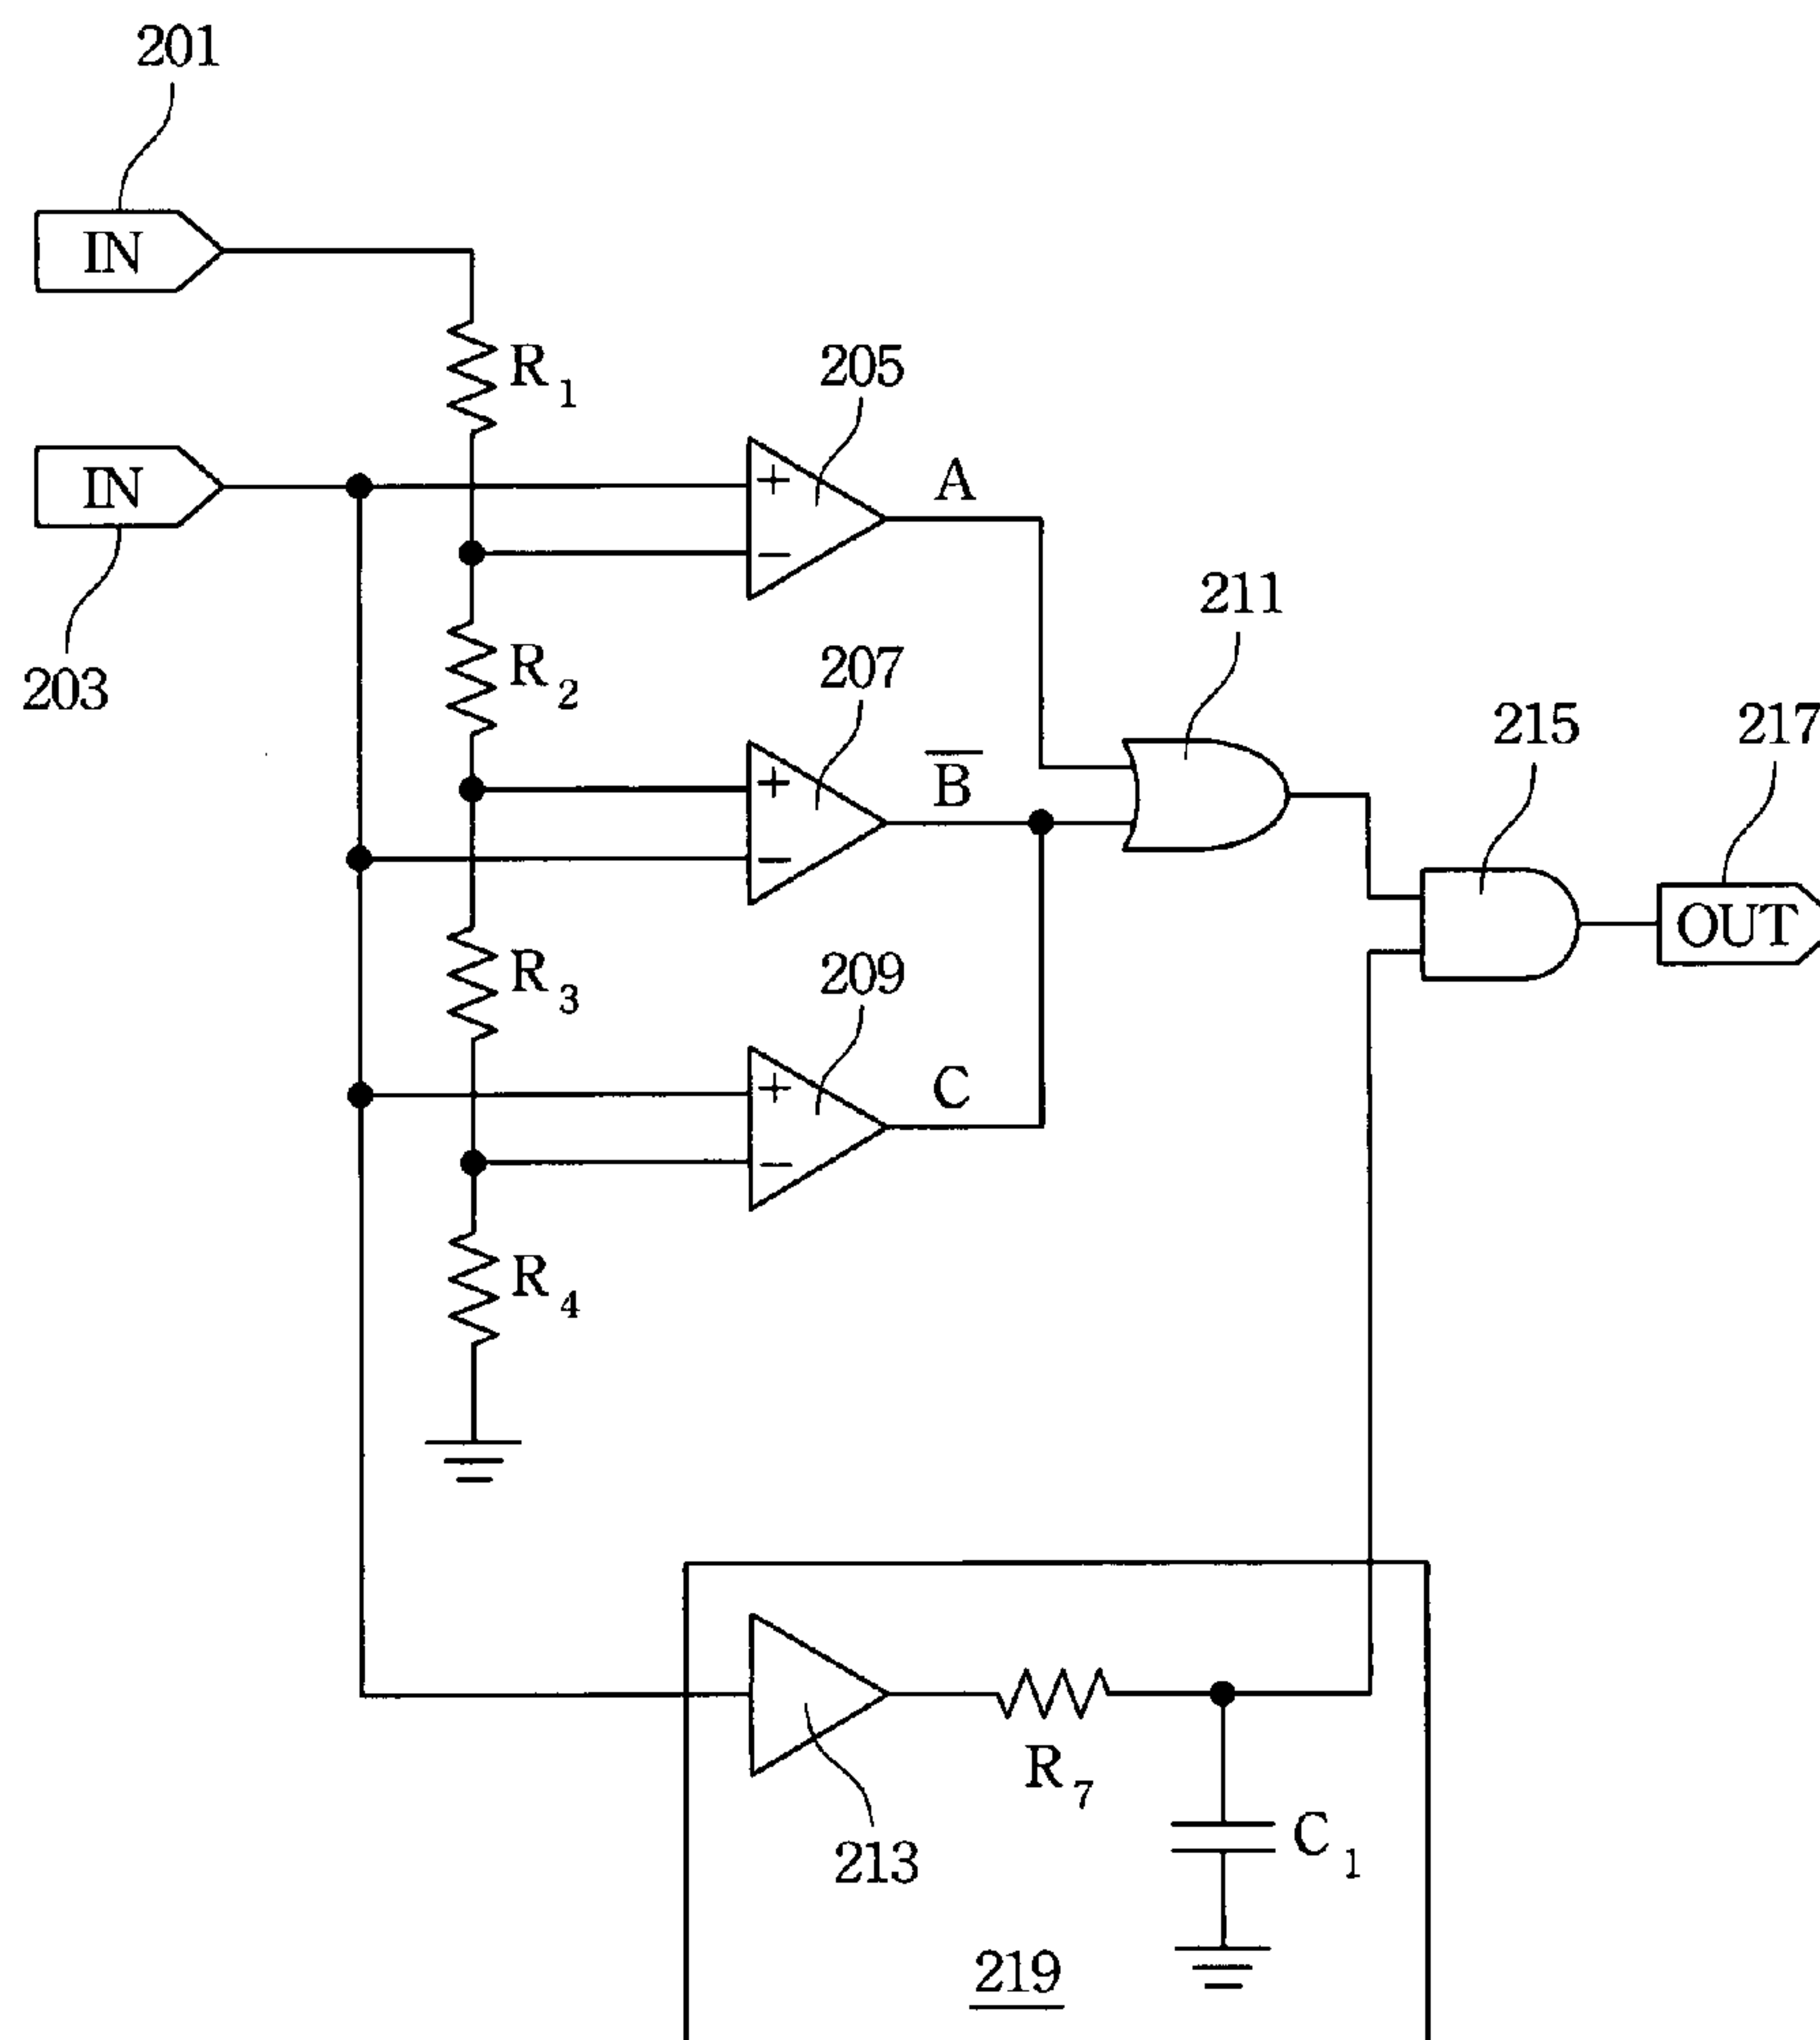 201
IN
R1
205
IN
A
+
−
203
211
R2
207
215
217
B̅
+
−
OUT
R3
209
C
+
−
R4
R7
213
C1
219